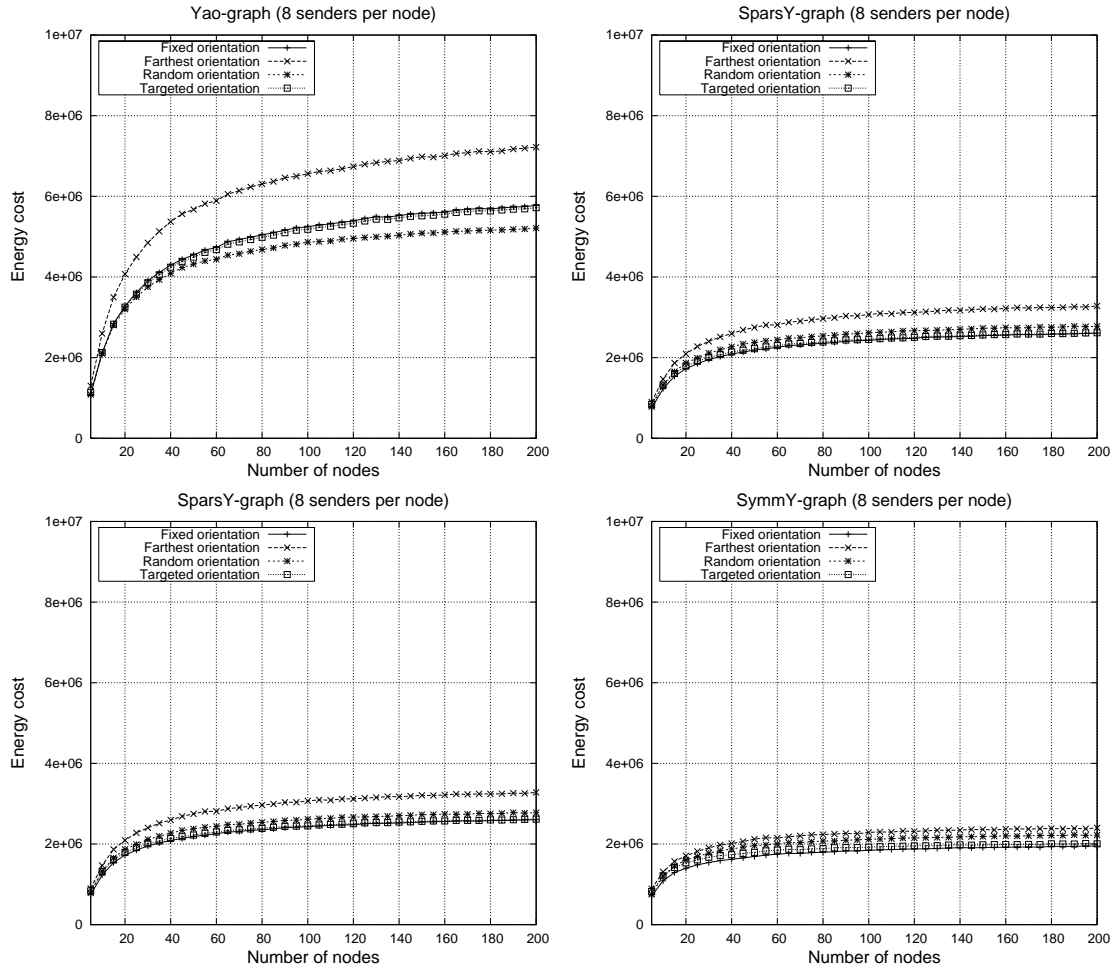 Yao-graph (8 senders per node)
1e+07
8e+06
6e+06
4e+06
2e+06
0
Energy cost
Fixed orientation
Farthest orientation
Random orientation
Targeted orientation
20 40 60 80 100 120 140 160 180 200
Number of nodes
SparsY-graph (8 senders per node)
1e+07
8e+06
6e+06
4e+06
2e+06
0
Energy cost
Fixed orientation
Farthest orientation
Random orientation
Targeted orientation
20 40 60 80 100 120 140 160 180 200
Number of nodes
SparsY-graph (8 senders per node)
1e+07
8e+06
6e+06
4e+06
2e+06
0
Energy cost
Fixed orientation
Farthest orientation
Random orientation
Targeted orientation
20 40 60 80 100 120 140 160 180 200
Number of nodes
SymmY-graph (8 senders per node)
1e+07
8e+06
6e+06
4e+06
2e+06
0
Energy cost
Fixed orientation
Farthest orientation
Random orientation
Targeted orientation
20 40 60 80 100 120 140 160 180 200
Number of nodes